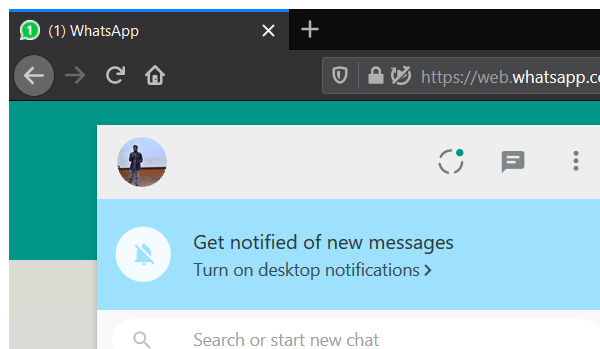 1 (1) WhatsApp
https://web.whatsapp.c
Get notified of new messages
Turn on desktop notifications
Search or start new chat